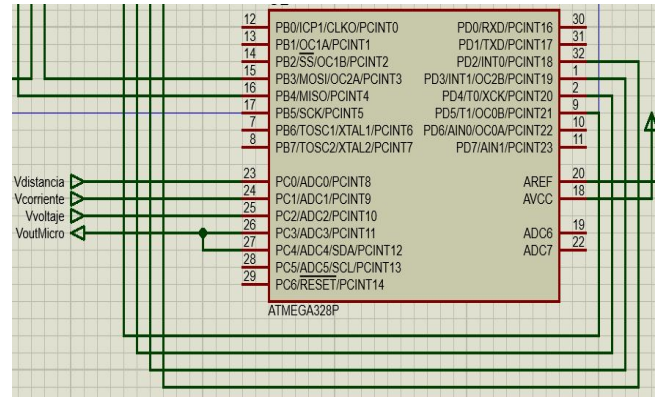 12 PB0/ICP1/CLKO/PCINT0 PD0/RXD/PCINT16 30
13 PB1/OC1A/PCINT1 PD1/TXD/PCINT17 31
14 PB2/SS/OC1B/PCINT2 PD2/INT0/PCINT18 32
15 PB3/MOSI/OC2A/PCINT3 PD3/INT1/OC2B/PCINT19 1
16 PB4/MISO/PCINT4 PD4/T0/XCK/PCINT20 2
17 PB5/SCK/PCINT5 PD5/T1/OC0B/PCINT21 9
7 PB6/TOSC1/XTAL1/PCINT6 PD6/AIN0/OC0A/PCINT22 10
8 PB7/TOSC2/XTAL2/PCINT7 PD7/AIN1/PCINT23 11
Vdistancia 23 PC0/ADC0/PCINT8 AREF 20
Vcorriente 24 PC1/ADC1/PCINT9 AVCC 18
Vvoltaje 25 PC2/ADC2/PCINT10
VoutMicro 26 PC3/ADC3/PCINT11 ADC6 19
27 PC4/ADC4/SDA/PCINT12 ADC7 22
28 PC5/ADC5/SCL/PCINT13
29 PC6/RESET/PCINT14
ATMEGA328P